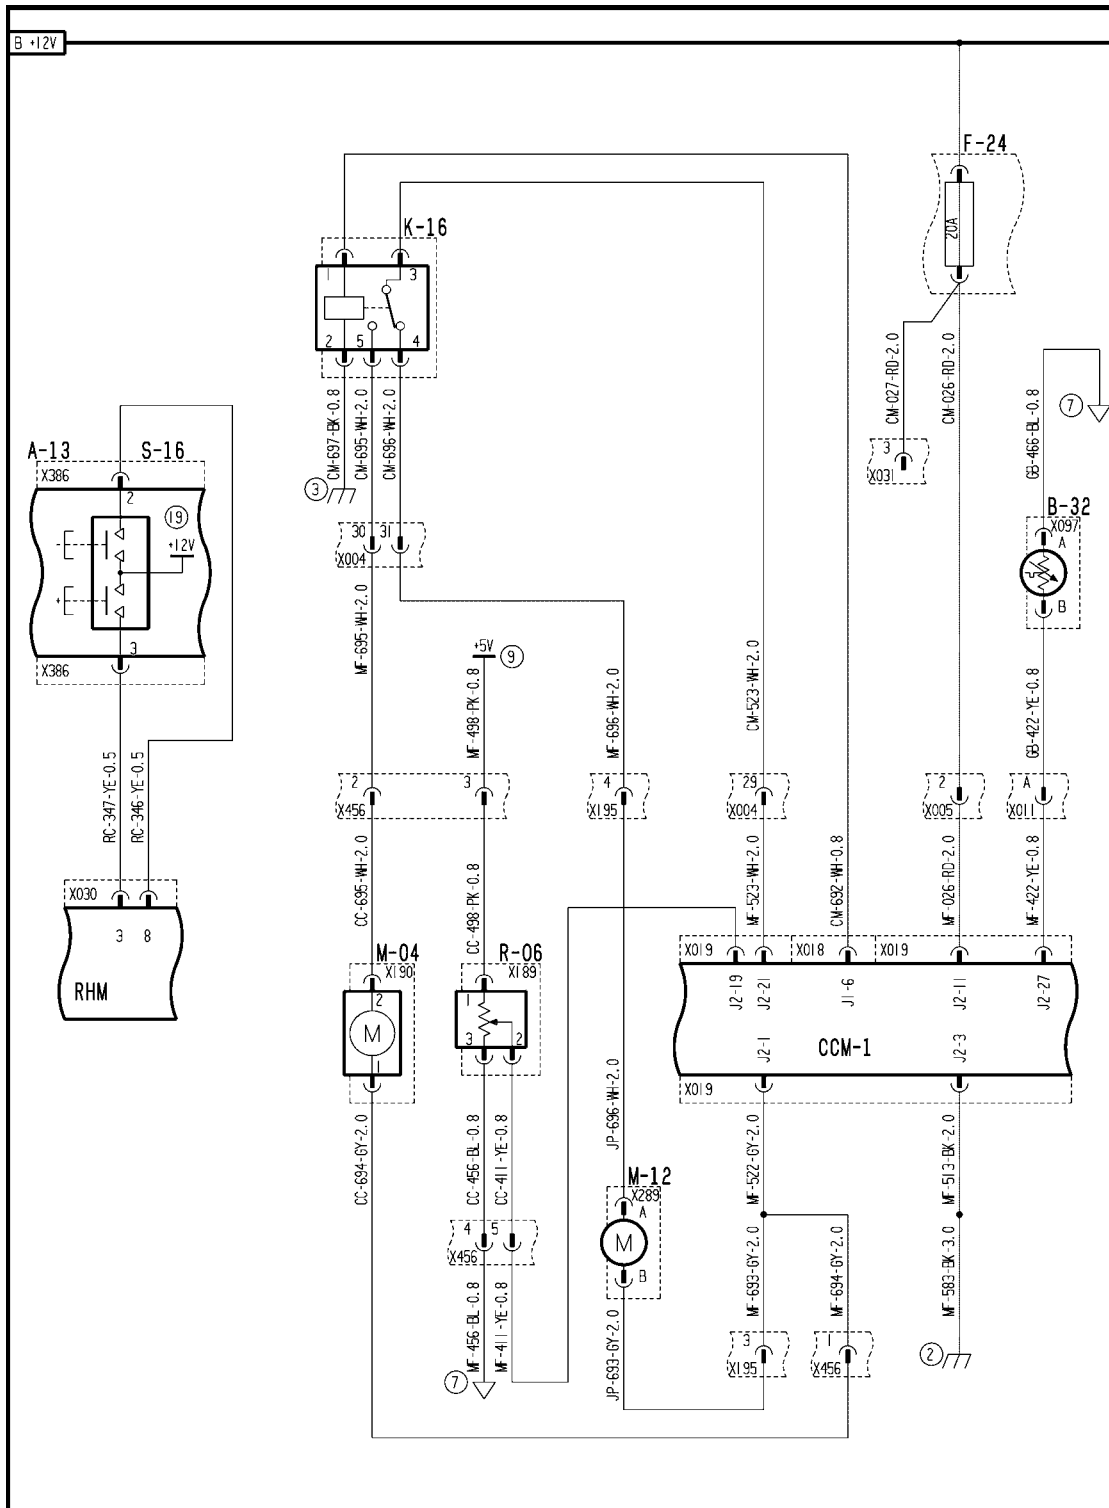 B +12V
F-24
20A
K-16
1
3
2
5
4
CM-697-BK-0.8
CM-695-WH-2.0
CM-696-WH-2.0
CM-027-RD-2.0
CM-026-RD-2.0
GB-466-BL-0.8
7
A-13
S-16
X386
2
19
+12V
-
+
3
X386
3
30
31
X004
3
X031
B-32
X097
A
B
MF-695-WH-2.0
+5V
9
MF-498-PK-0.8
MF-696-WH-2.0
CM-523-WH-2.0
GB-422-YE-0.8
RC-347-YE-0.5
RC-346-YE-0.5
2
3
X456
4
X195
29
X004
2
X005
A
X011
CC-695-WH-2.0
CC-498-PK-0.8
MF-523-WH-2.0
CM-692-WH-0.8
MF-026-RD-2.0
MF-422-YE-0.8
X030
3
8
RHM
M-04
X190
2
M
1
R-06
X189
1
3
2
X019
X018
X019
J2-19
J2-21
J1-6
J2-11
J2-27
J2-1
CCM-1
J2-3
X019
CC-694-GY-2.0
CC-456-BL-0.8
CC-411-YE-0.8
JP-696-WH-2.0
MF-522-GY-2.0
MF-513-BK-2.0
M-12
X289
A
M
B
4
5
X456
MF-456-BL-0.8
MF-411-YE-0.8
JP-693-GY-2.0
MF-693-GY-2.0
MF-694-GY-2.0
MF-583-BK-3.0
7
3
X195
1
X456
2